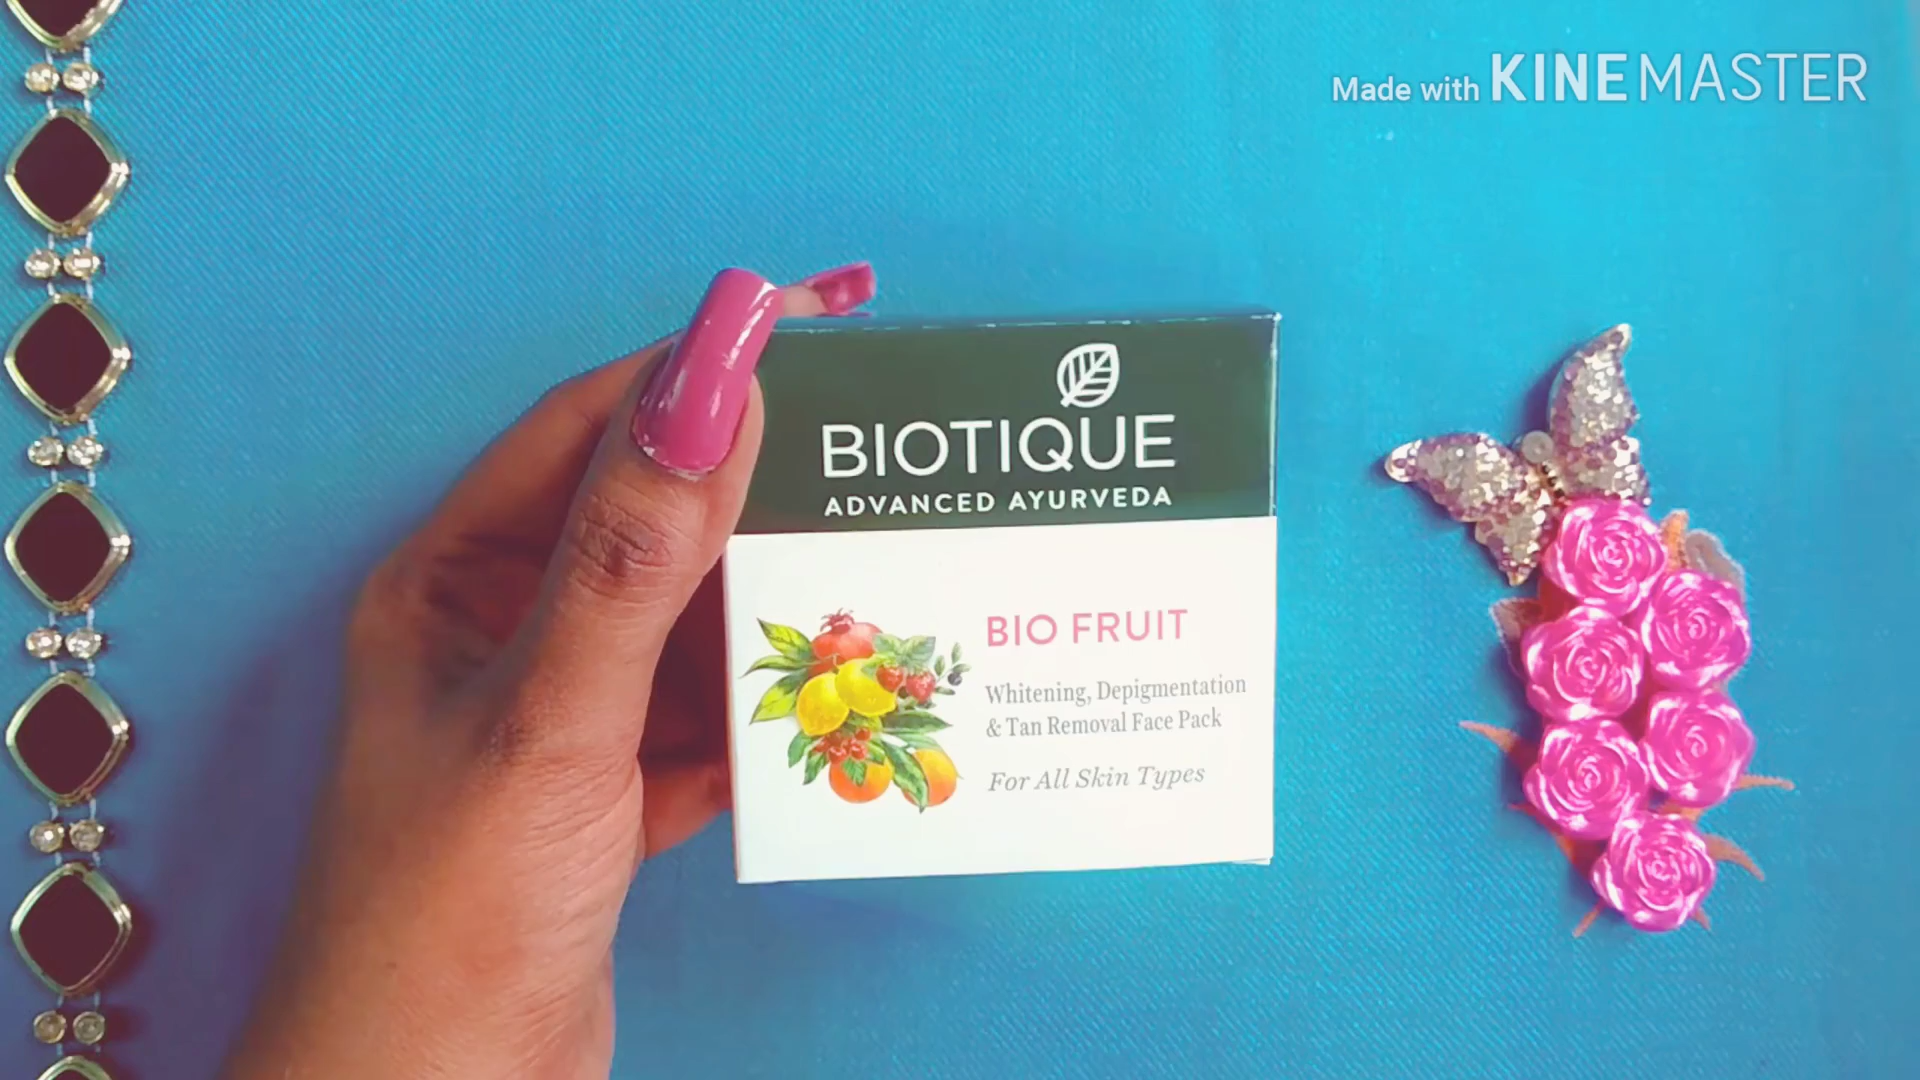 Made with KINEMASTER
BIOTIQUE
ADVANCED AYURVEDA
BIO FRUIT
Whitening, Depigmentation
& Tan Removal Face Pack
For All Skin Types